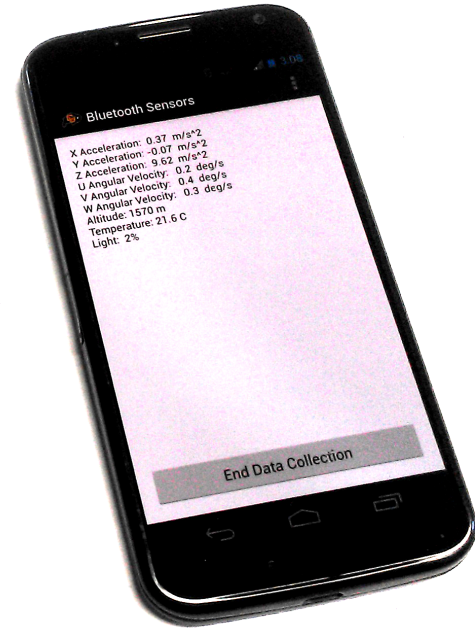 3:08
Bluetooth Sensors
X Acceleration: 0.37 m/s^2
Y Acceleration: -0.07 m/s^2
Z Acceleration: 9.62 m/s^2
U Angular Velocity: 0.2 deg/s
V Angular Velocity: 0.4 deg/s
W Angular Velocity: 0.3 deg/s
Altitude: 1570 m
Temperature: 21.6 C
Light: 2%
End Data Collection